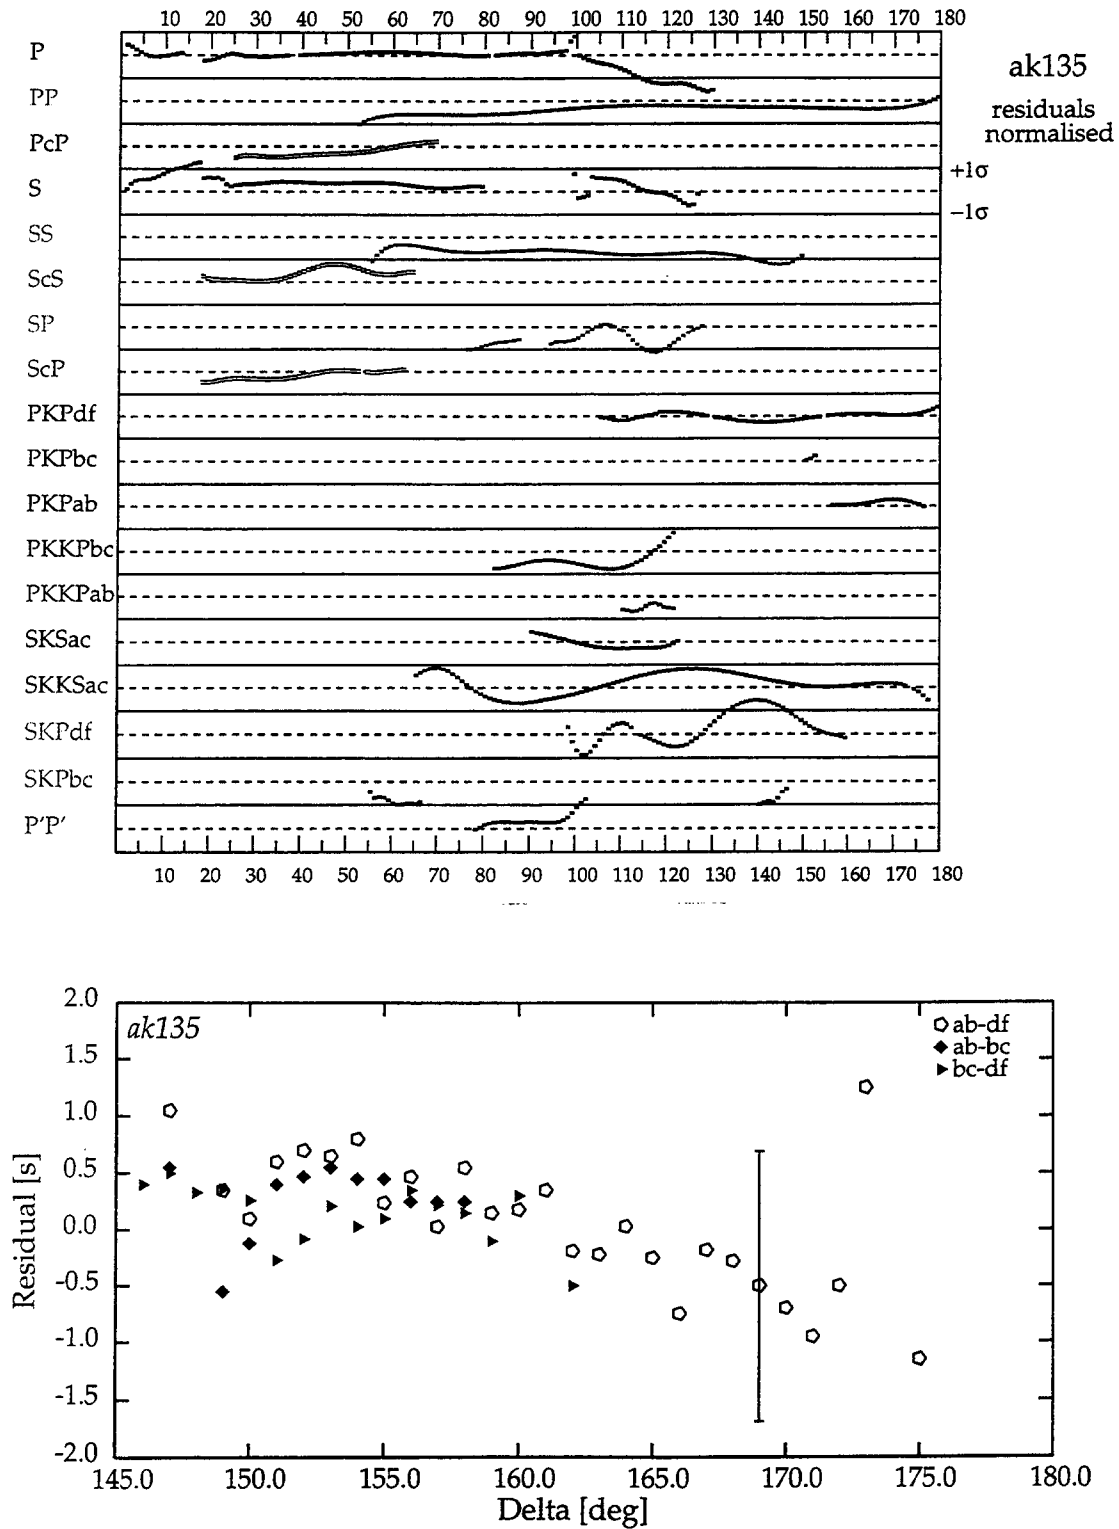 10 20 30 40 50 60 70 80 90 100 110 120 130 140 150 160 170 180
P
ak135
PP
residuals
normalised
PcP
+1σ
S
−1σ
SS
ScS
SP
ScP
PKPdf
PKPbc
PKPab
PKKPbc
PKKPab
SKSac
SKKSac
SKPdf
SKPbc
P'P'
10 20 30 40 50 60 70 80 90 100 110 120 130 140 150 160 170 180
2.0
ak135
ab-df
ab-bc
bc-df
1.5
1.0
0.5
0.0
-0.5
-1.0
-1.5
-2.0
Residual [s]
145.0 150.0 155.0 160.0 165.0 170.0 175.0 180.0
Delta [deg]